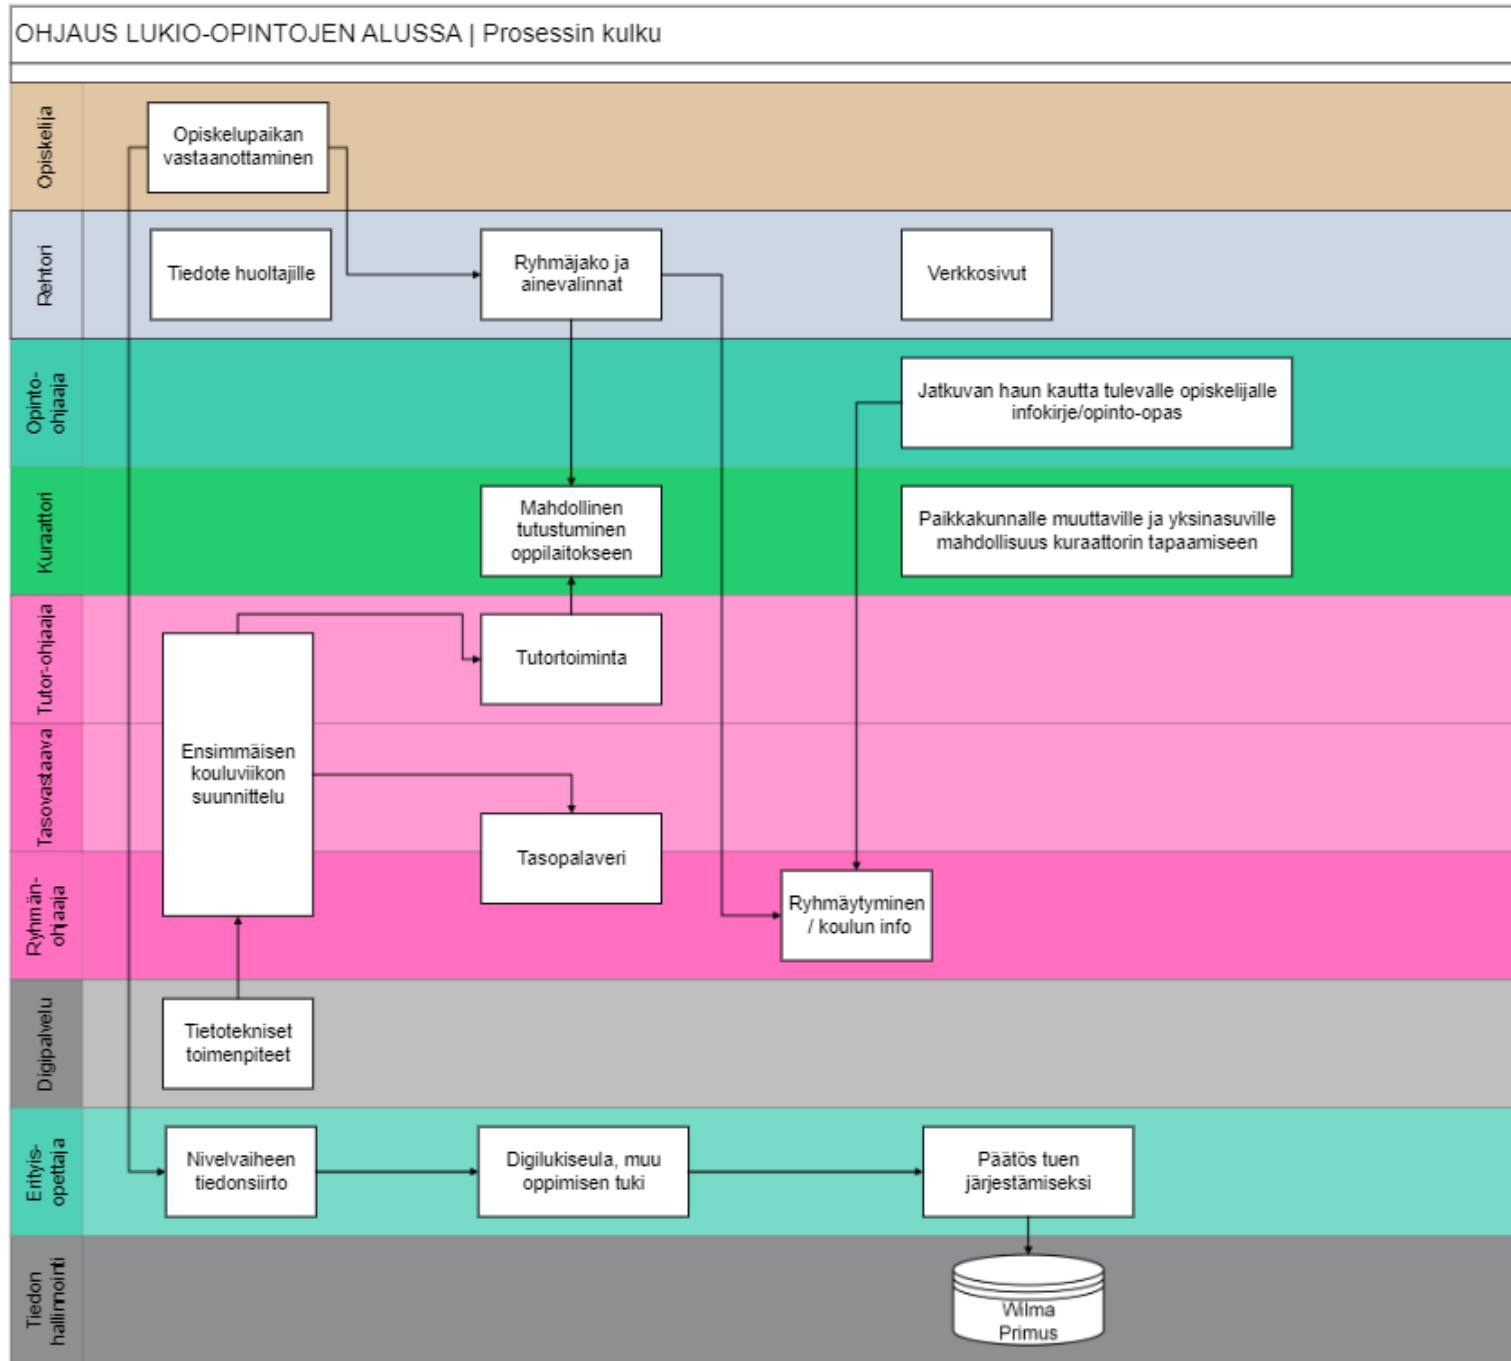 OHJAUS LUKIO-OPINTOJEN ALUSSA | Prosessin kulku
Opiskelija
Opiskelupaikan
vastaanottaminen
Rehtori
Tiedote huoltajille
Ryhmäjako ja
ainevalinnat
Verkkosivut
Opinto-
ohjaaja
Jatkuvan haun kautta tulevalle opiskelijalle
infokirje/opinto-opas
Kuraattori
Mahdollinen
tutustuminen
oppilaitokseen
Paikkakunnalle muuttaville ja yksinasuville
mahdollisuus kuraattorin tapaamiseen
Tutor-ohjaaja
Tutortoiminta
Tasovastaava
Ensimmäisen
kouluviikon
suunnittelu
Tasopalaveri
Ryhmän-
ohjaaja
Ryhmäytyminen
/ koulun info
Digipalvelu
Tietotekniset
toimenpiteet
Erityis-
opettaja
Nivelvaiheen
tiedonsiirto
Digilukiseula, muu
oppimisen tuki
Päätös tuen
järjestämiseksi
Tiedon
hallinnointi
Wilma
Primus